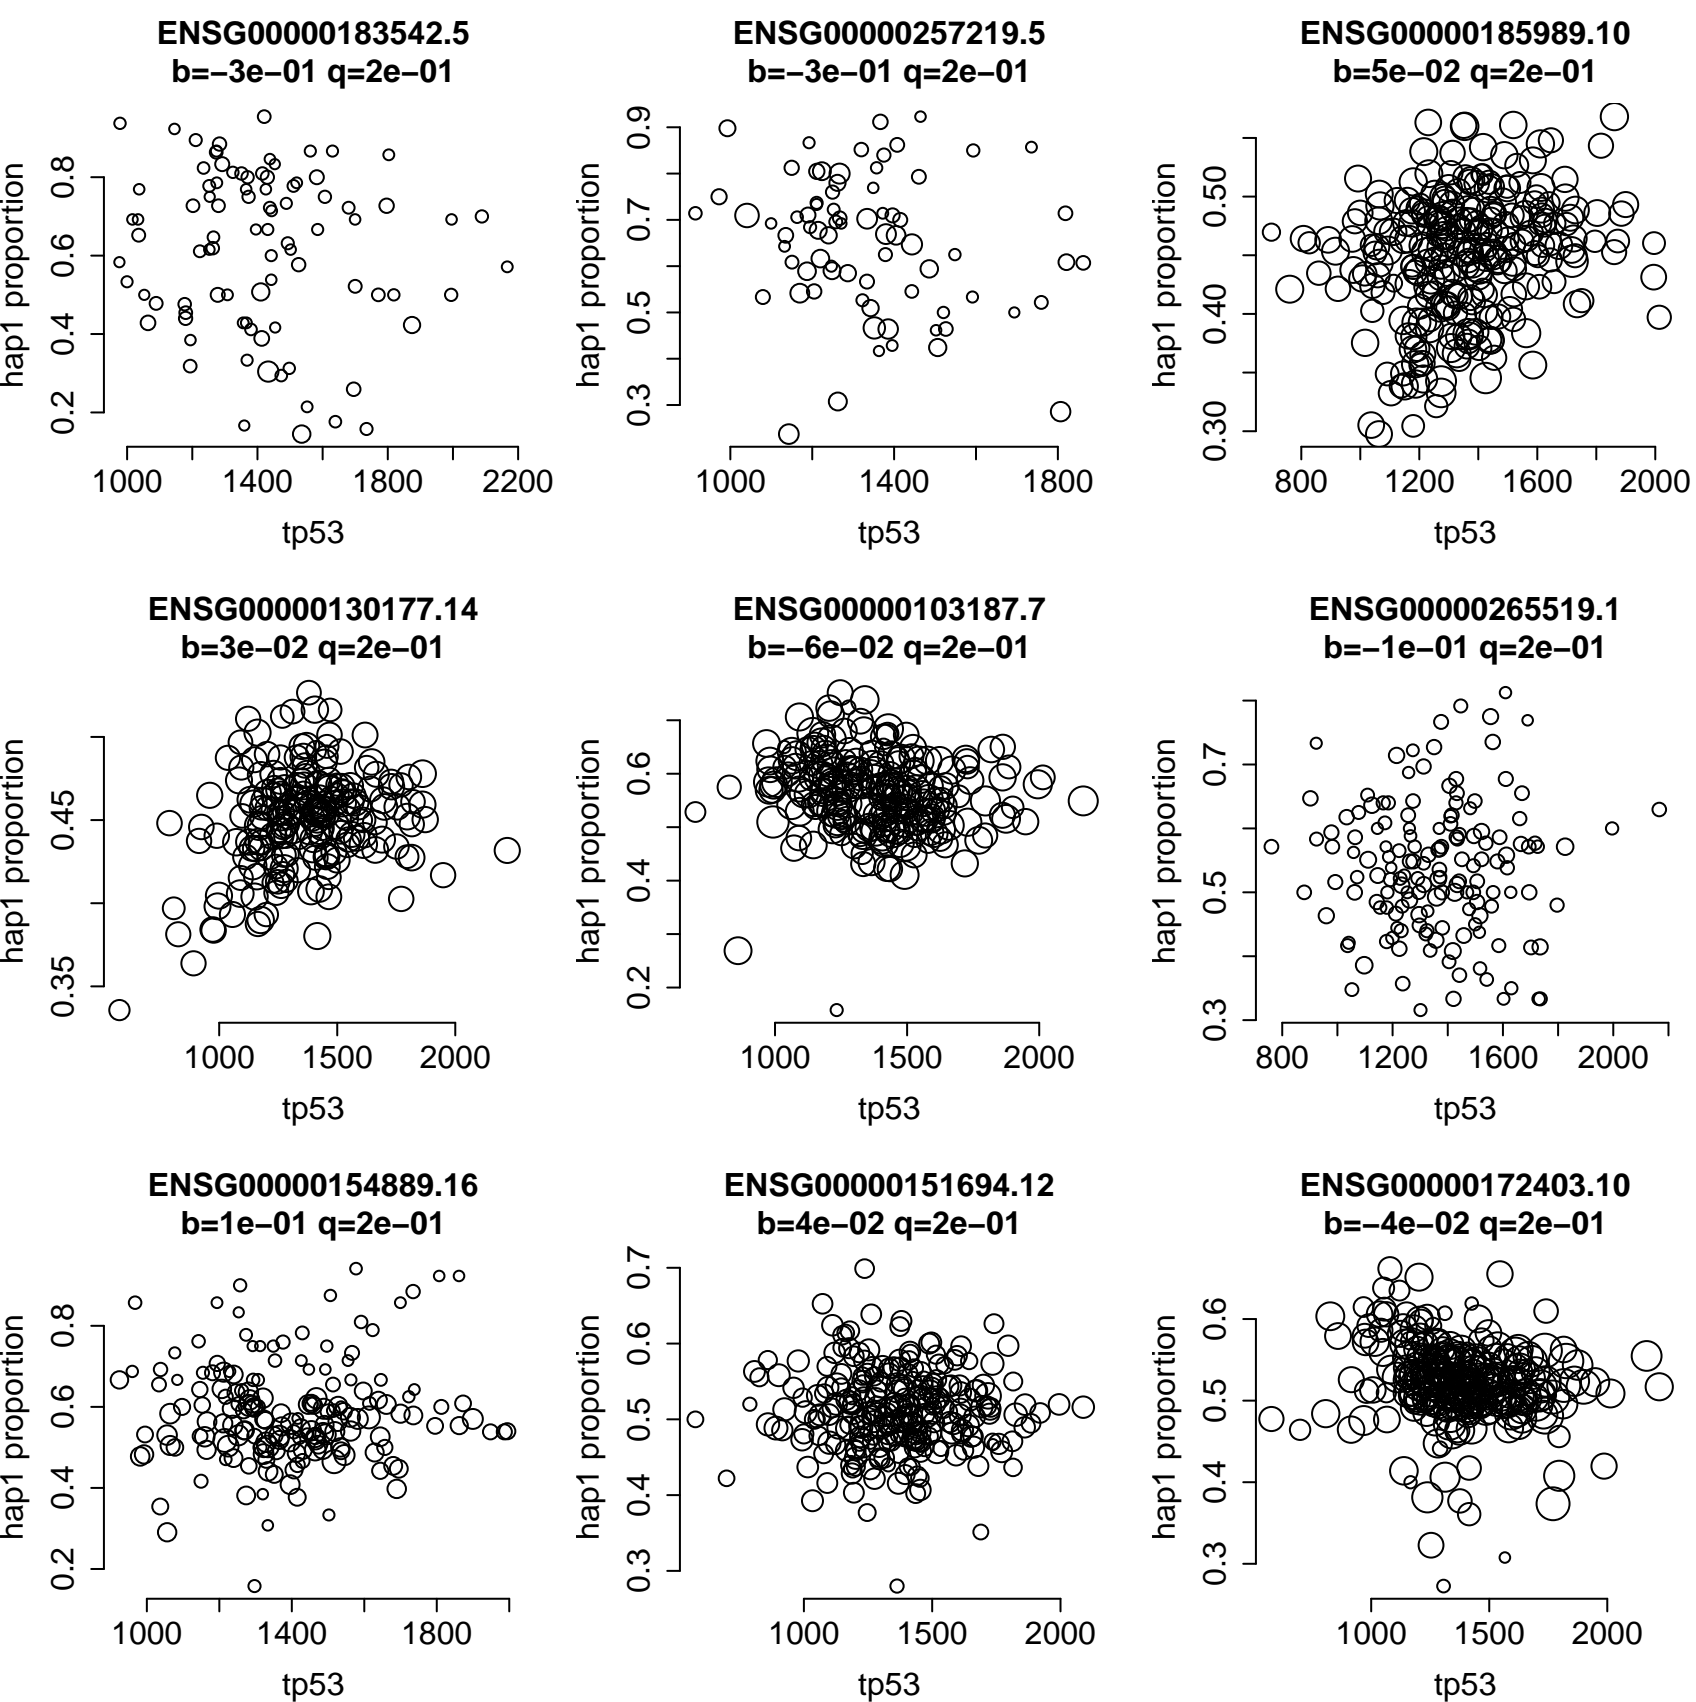 ENSG00000183542.5
b=−3e−01 q=2e−01
hap1 proportion
0.2 0.4 0.6 0.8
1000 1400 1800 2200
tp53
ENSG00000257219.5
b=−3e−01 q=2e−01
hap1 proportion
0.3 0.5 0.7 0.9
1000 1400 1800
tp53
ENSG00000185989.10
b=5e−02 q=2e−01
hap1 proportion
0.30 0.40 0.50
800 1200 1600 2000
tp53
ENSG00000130177.14
b=3e−02 q=2e−01
hap1 proportion
0.35 0.45
1000 1500 2000
tp53
ENSG00000103187.7
b=−6e−02 q=2e−01
hap1 proportion
0.2 0.4 0.6
1000 1500 2000
tp53
ENSG00000265519.1
b=−1e−01 q=2e−01
hap1 proportion
0.3 0.5 0.7
800 1200 1600 2000
tp53
ENSG00000154889.16
b=1e−01 q=2e−01
hap1 proportion
0.2 0.4 0.6 0.8
1000 1400 1800
tp53
ENSG00000151694.12
b=4e−02 q=2e−01
hap1 proportion
0.3 0.4 0.5 0.6 0.7
1000 1500 2000
tp53
ENSG00000172403.10
b=−4e−02 q=2e−01
hap1 proportion
0.3 0.4 0.5 0.6
1000 1500 2000
tp53